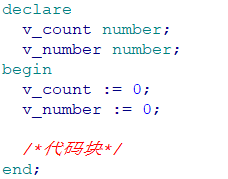 declare
  v_count number;
  v_number number;
begin
  v_count := 0;
  v_number := 0;

  /*代码块*/
end;